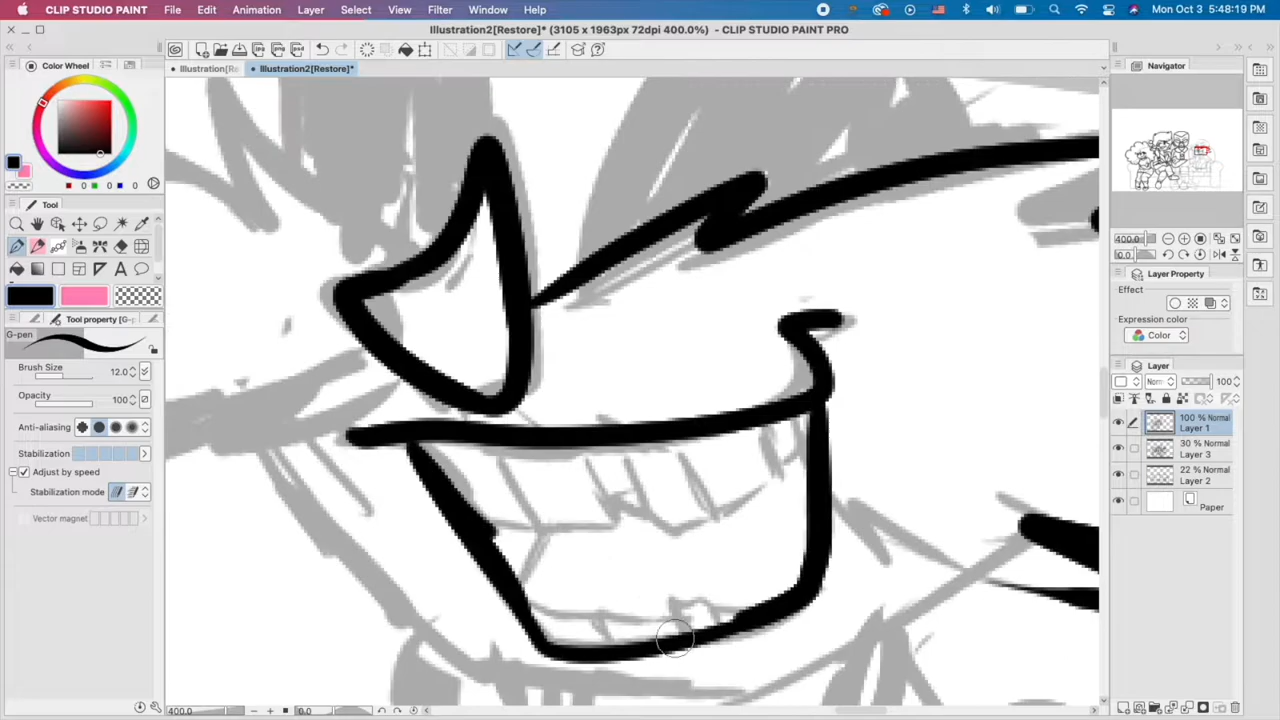 CLIP STUDIO PAINT File Edit Animation Layer Select View Filter Window Help Mon Oct 3 5:48:19 PM
Illustration2[Restore]* (3105 x 1963px 72dpi 400.0%) - CLIP STUDIO PAINT PRO
Illustration[Re Illustration2[Restore]*
Color Wheel
0 0 0
Tool
Tool property [G-p
G-pen
Brush Size 12.0
Opacity 100
Anti-aliasing
Stabilization
Adjust by speed
Stabilization mode
Vector magnet
400.0 0.0
Navigator
400.0
0.0
Layer Property
Effect
Expression color
Color
Layer
Norm 100
100 % Normal
Layer 1
30 % Normal
Layer 3
22 % Normal
Layer 2
Paper